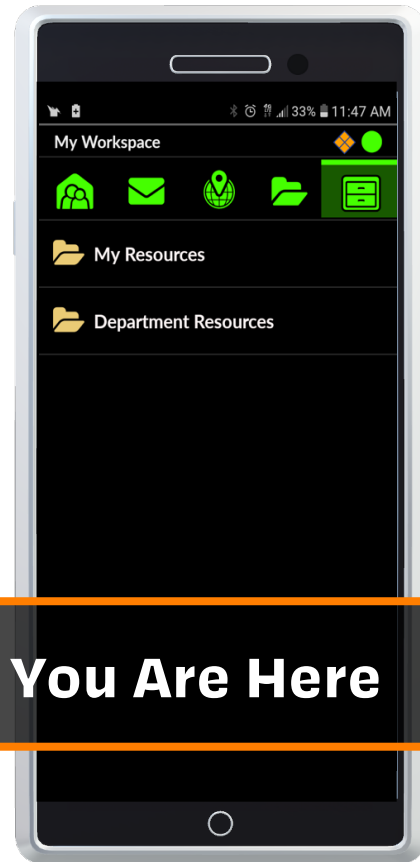 33% 11:47 AM
My Workspace
My Resources
Department Resources
You Are Here